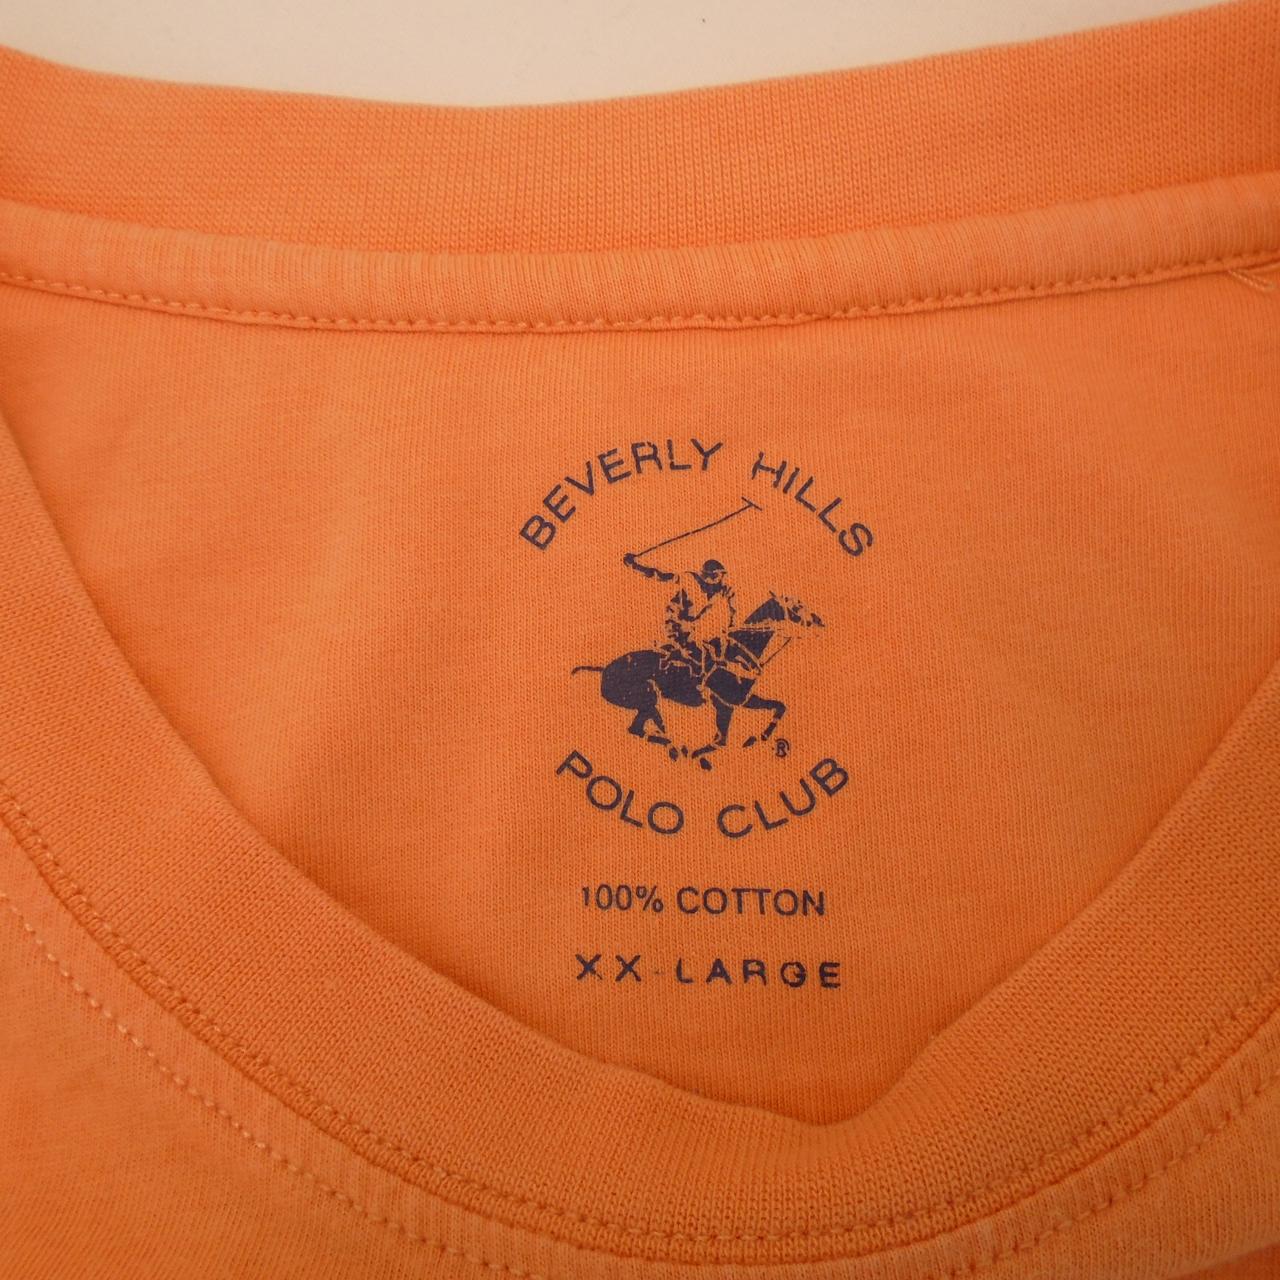 BEVERLY HILLS
®
POLO CLUB
100% COTTON
XX-LARGE